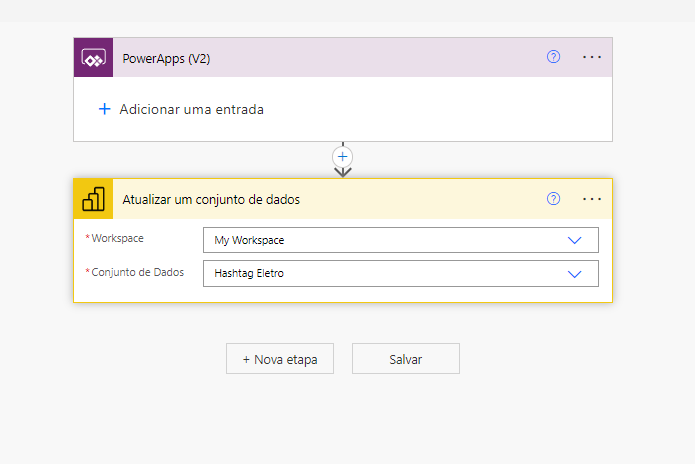 PowerApps (V2)
+ Adicionar uma entrada
Atualizar um conjunto de dados
*Workspace
My Workspace
*Conjunto de Dados
Hashtag Eletro
+ Nova etapa
Salvar